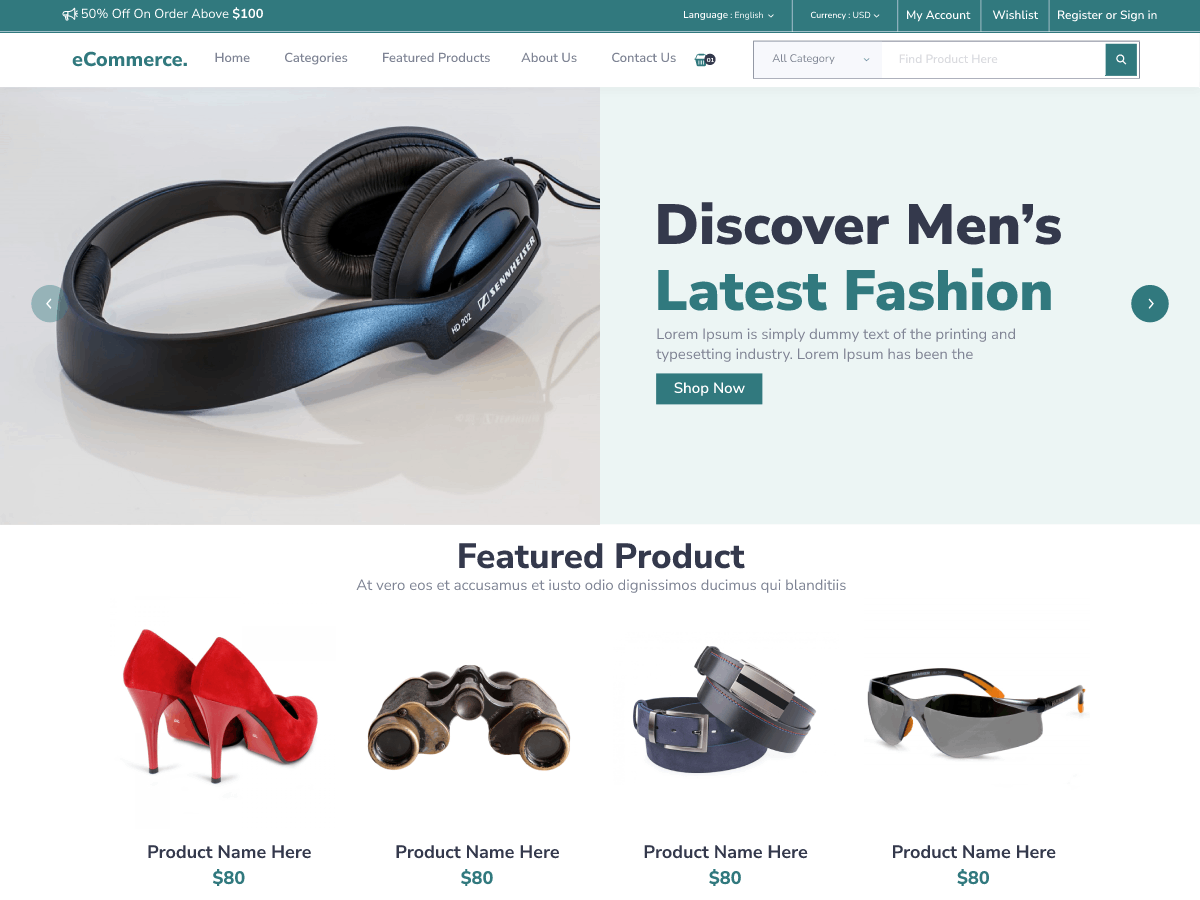 50% Off On Order Above $100
Language : English
Currency : USD
My Account
Wishlist
Register or Sign in
eCommerce.
Home
Categories
Featured Products
About Us
Contact Us
01
All Category
Find Product Here
SENNHEISER
HD 202
Discover Men’s
Latest Fashion
Lorem Ipsum is simply dummy text of the printing and
typesetting industry. Lorem Ipsum has been the
Shop Now
Featured Product
At vero eos et accusamus et iusto odio dignissimos ducimus qui blanditiis
Product Name Here
Product Name Here
Product Name Here
Product Name Here
$80
$80
$80
$80